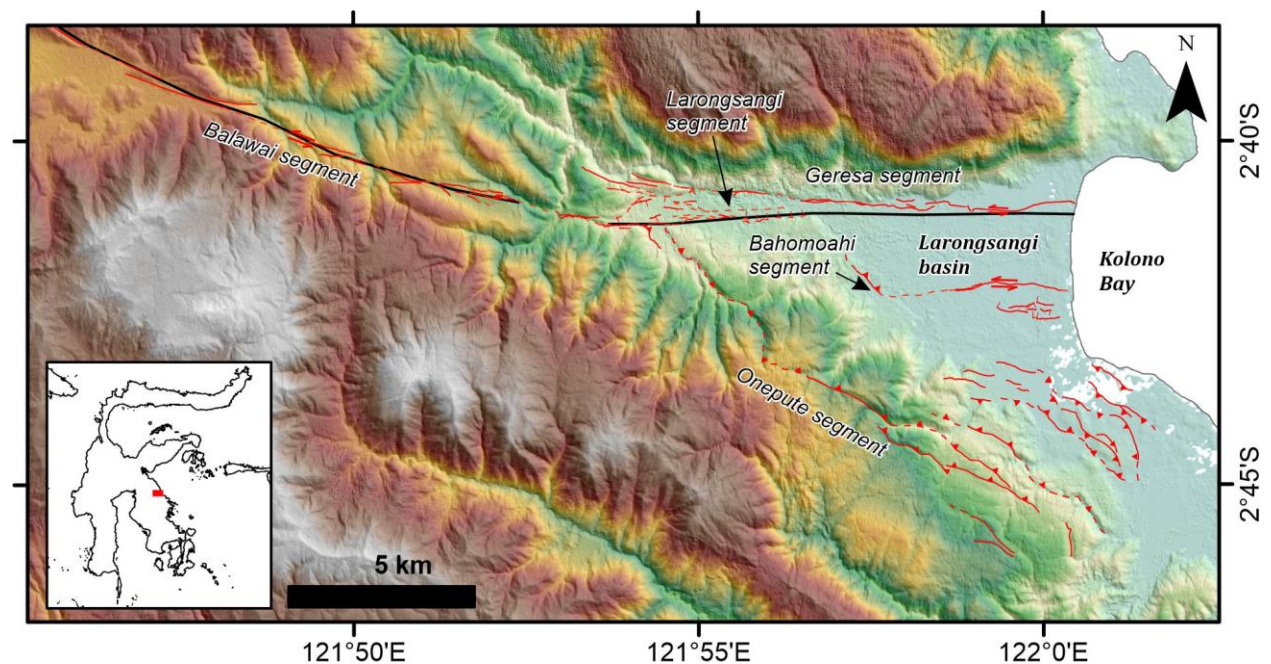 N
Larongsangi
segment
2°40'S
Balawai segment
Geresa segment
Bahomoahi
segment
Larongsangi
basin
Kolono
Bay
Onepute segment
2°45'S
5 km
121°50'E
121°55'E
122°0'E